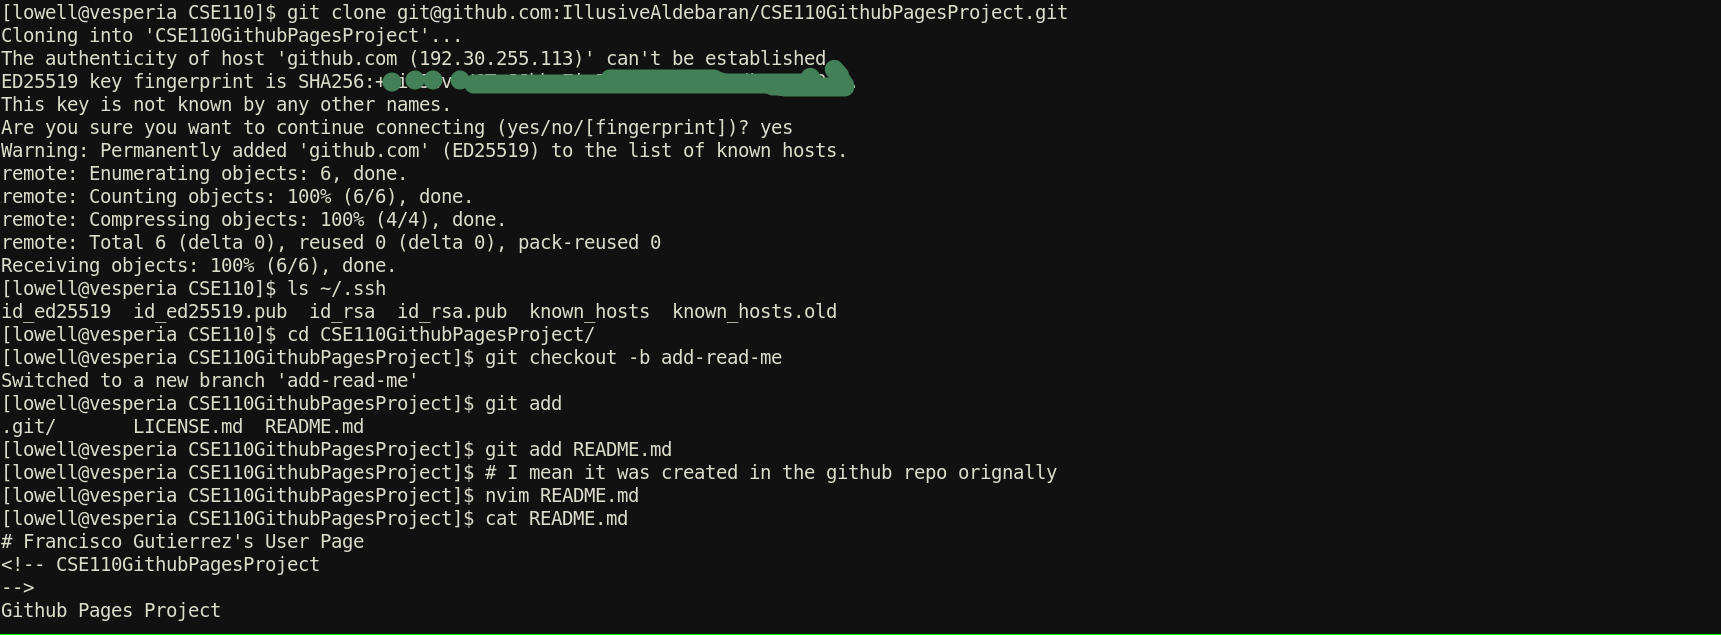 [lowell@vesperia CSE110]$ git clone git@github.com:IllusiveAldebaran/CSE110GithubPagesProject.git
Cloning into 'CSE110GithubPagesProject'...
The authenticity of host 'github.com (192.30.255.113)' can't be established
ED25519 key fingerprint is SHA256:+
This key is not known by any other names.
Are you sure you want to continue connecting (yes/no/[fingerprint])? yes
Warning: Permanently added 'github.com' (ED25519) to the list of known hosts.
remote: Enumerating objects: 6, done.
remote: Counting objects: 100% (6/6), done.
remote: Compressing objects: 100% (4/4), done.
remote: Total 6 (delta 0), reused 0 (delta 0), pack-reused 0
Receiving objects: 100% (6/6), done.
[lowell@vesperia CSE110]$ ls ~/.ssh
id_ed25519  id_ed25519.pub  id_rsa  id_rsa.pub  known_hosts  known_hosts.old
[lowell@vesperia CSE110]$ cd CSE110GithubPagesProject/
[lowell@vesperia CSE110GithubPagesProject]$ git checkout -b add-read-me
Switched to a new branch 'add-read-me'
[lowell@vesperia CSE110GithubPagesProject]$ git add
.git/       LICENSE.md  README.md
[lowell@vesperia CSE110GithubPagesProject]$ git add README.md
[lowell@vesperia CSE110GithubPagesProject]$ # I mean it was created in the github repo orignally
[lowell@vesperia CSE110GithubPagesProject]$ nvim README.md
[lowell@vesperia CSE110GithubPagesProject]$ cat README.md
# Francisco Gutierrez's User Page
<!-- CSE110GithubPagesProject
-->
Github Pages Project